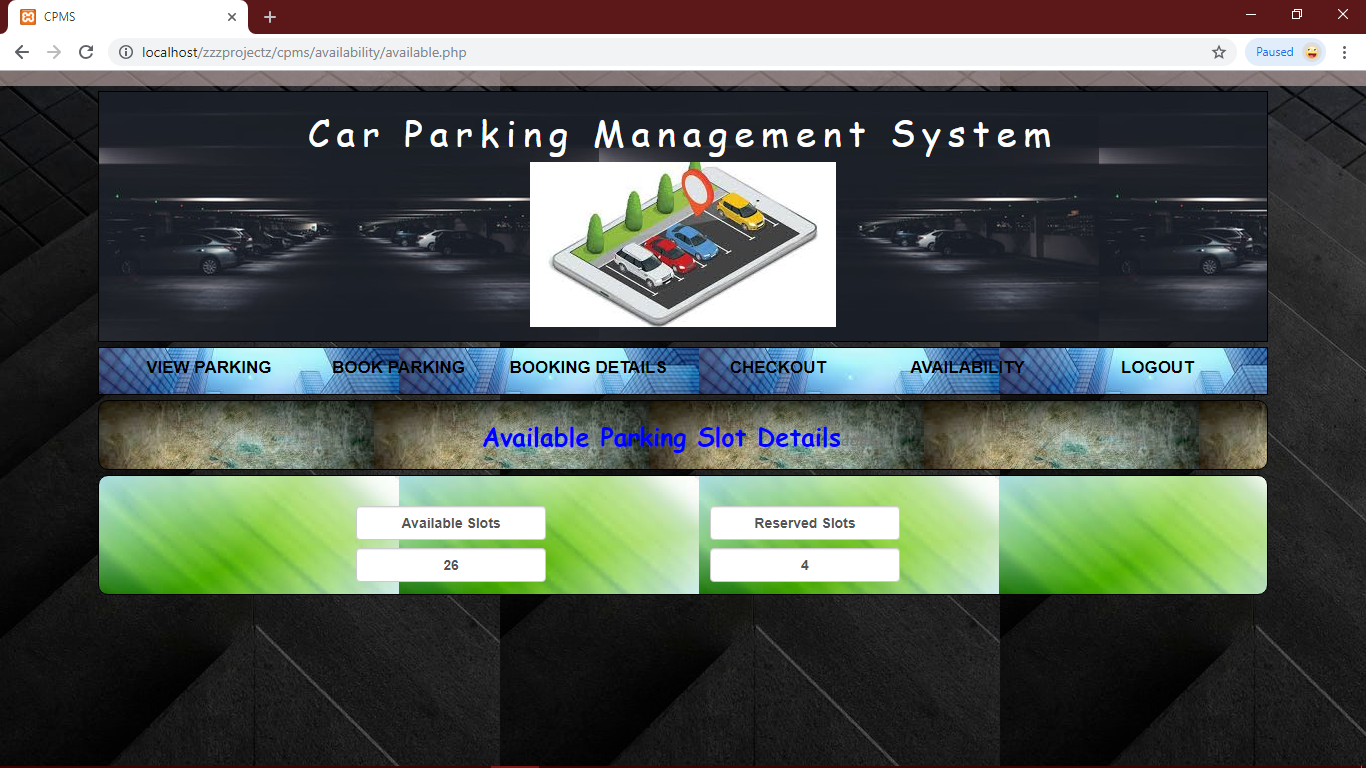 CPMS
localhost/zzzprojectz/cpms/availability/available.php
Paused
Car Parking Management System
VIEW PARKING BOOK PARKING BOOKING DETAILS CHECKOUT AVAILABILITY LOGOUT
Available Parking Slot Details
Available Slots Reserved Slots
26 4